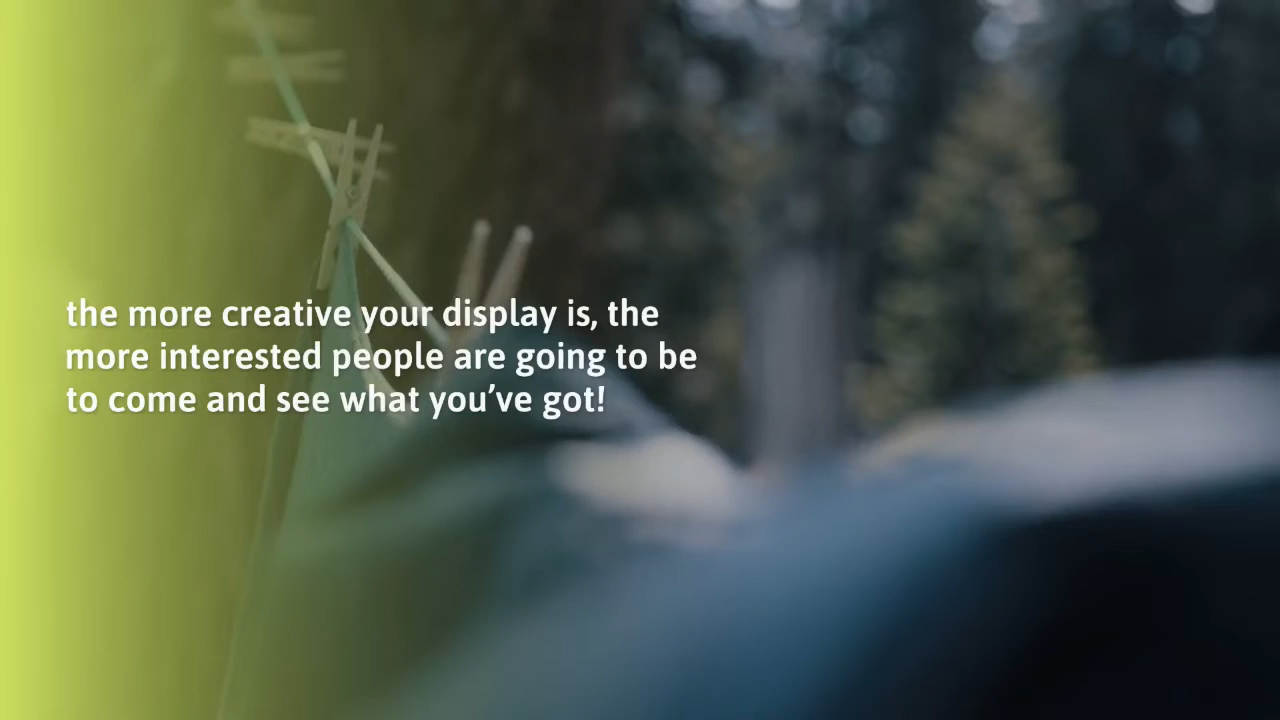 the more creative your display is, the
more interested people are going to be
to come and see what you’ve got!